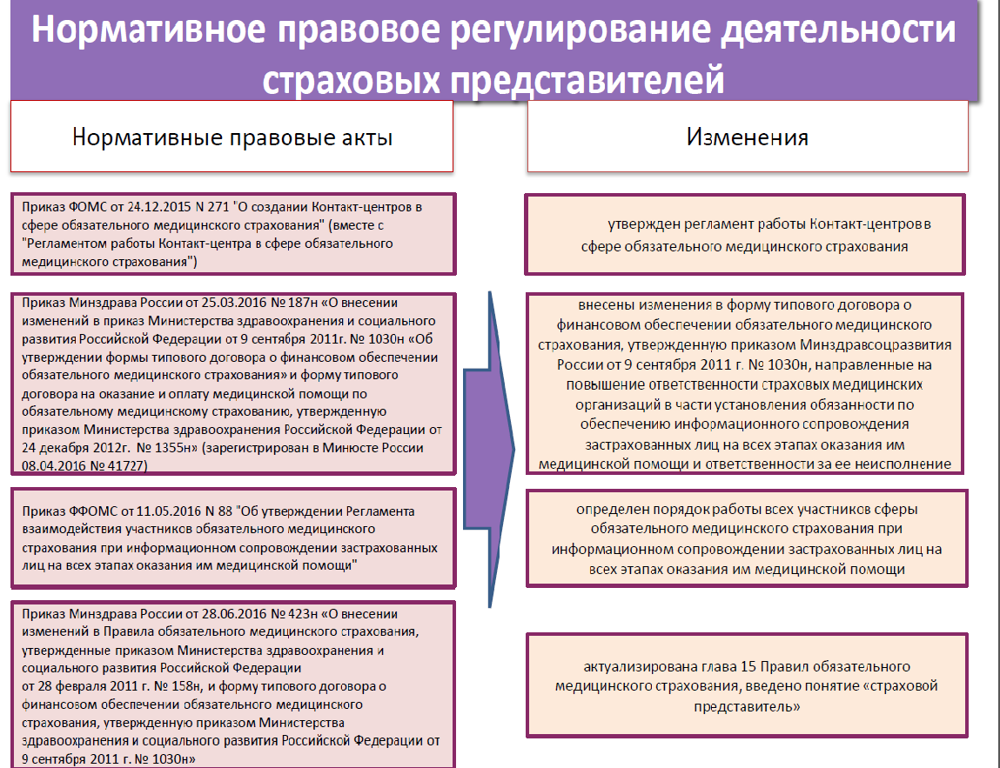 Нормативное правовое регулирование деятельности
страховых представителей
Нормативные правовые акты
Изменения
Приказ ФОМС от 24.12.2015 N 271 "О создании Контакт-центров в
сфере обязательного медицинского страхования" (вместе с
"Регламентом работы Контакт-центра в сфере обязательного
медицинского страхования")
утвержден регламент работы Контакт-центров в
сфере обязательного медицинского страхования
Приказ Минздрава России от 25.03.2016 № 187н «О внесении
изменений в приказ Министерства здравоохранения и социального
развития Российской Федерации от 9 сентября 2011г. № 1030н «Об
утверждении формы типового договора о финансовом обеспечении
обязательного медицинского страхования» и форму типового
договора на оказание и оплату медицинской помощи по
обязательному медицинскому страхованию, утвержденную
приказом Министерства здравоохранения Российской Федерации от
24 декабря 2012г. № 1355н» (зарегистрирован в Минюсте России
08.04.2016 № 41727)
внесены изменения в форму типового договора о
финансовом обеспечении обязательного медицинского
страхования, утвержденную приказом Минздравсоцразвития
России от 9 сентября 2011 г. № 1030н, направленные на
повышение ответственности страховых медицинских
организаций в части установления обязанности по
обеспечению информационного сопровождения
застрахованных лиц на всех этапах оказания им
медицинской помощи и ответственности за ее неисполнение
Приказ ФФОМС от 11.05.2016 N 88 "Об утверждении Регламента
взаимодействия участников обязательного медицинского
страхования при информационном сопровождении застрахованных
лиц на всех этапах оказания им медицинской помощи"
определен порядок работы всех участников сферы
обязательного медицинского страхования при
информационном сопровождении застрахованных лиц на
всех этапах оказания им медицинской помощи
Приказ Минздрава России от 28.06.2016 № 423н «О внесении
изменений в Правила обязательного медицинского страхования,
утвержденные приказом Министерства здравоохранения и
социального развития Российской Федерации
от 28 февраля 2011 г. № 158н, и форму типового договора о
финансовом обеспечении обязательного медицинского
страхования, утвержденную приказом Министерства
здравоохранения и социального развития Российской Федерации от
9 сентября 2011 г. № 1030н»
актуализирована глава 15 Правил обязательного
медицинского страхования, введено понятие «страховой
представитель»